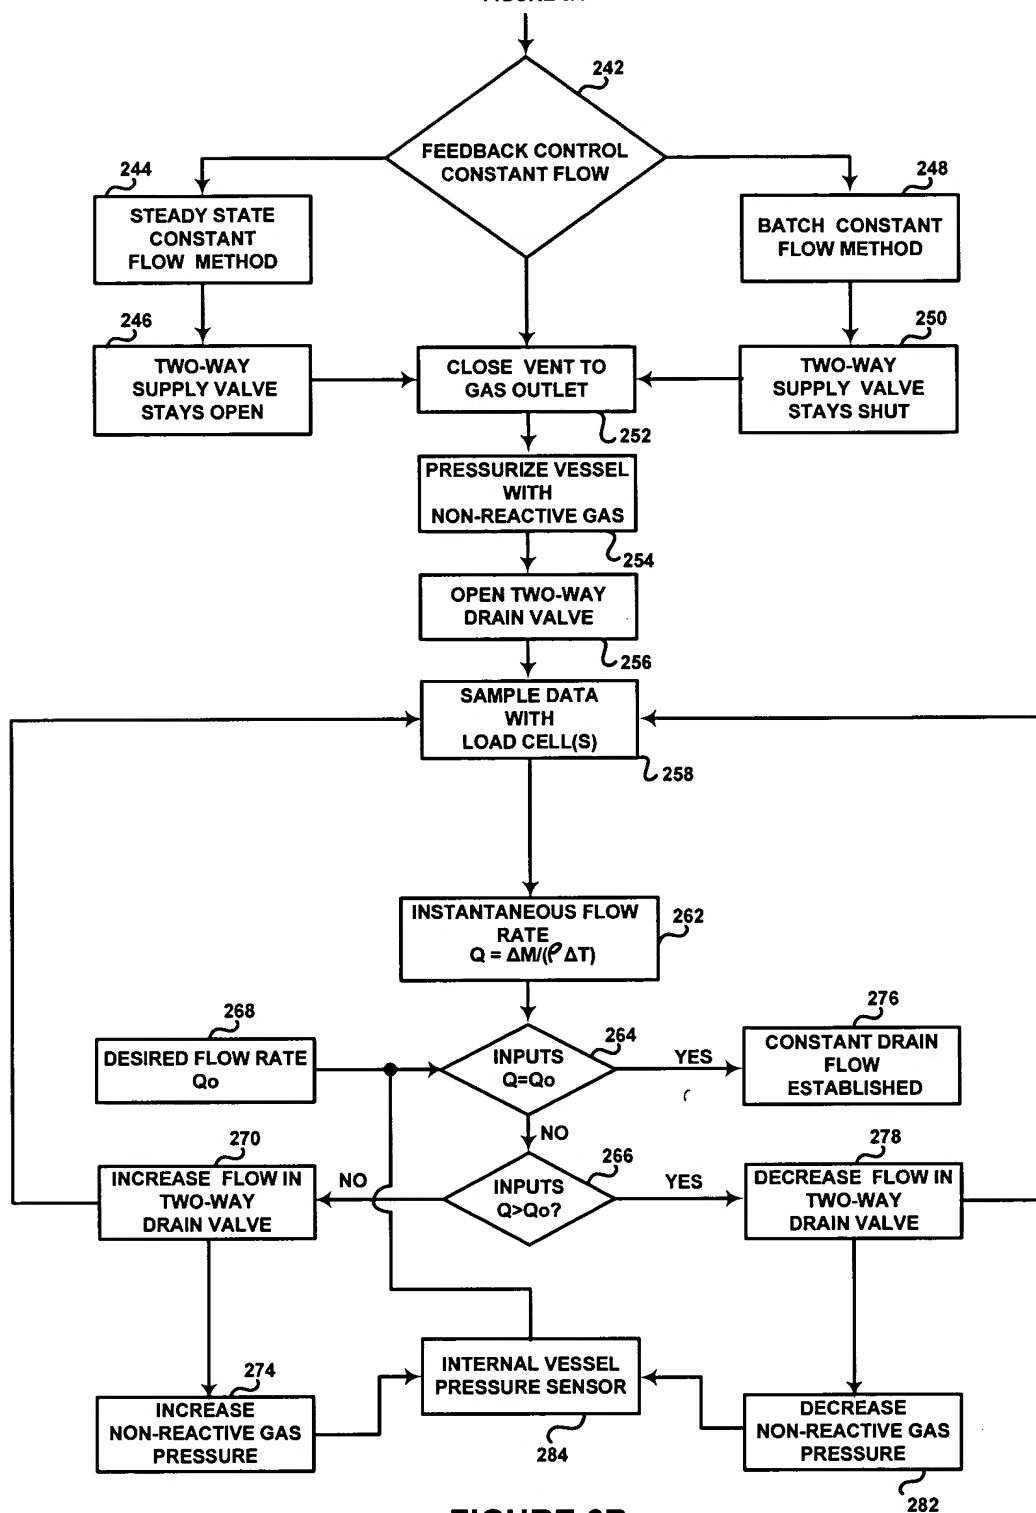 242
FEEDBACK CONTROL
CONSTANT FLOW
244
STEADY STATE
CONSTANT
FLOW METHOD
248
BATCH CONSTANT
FLOW METHOD
246
TWO-WAY
SUPPLY VALVE
STAYS OPEN
CLOSE VENT TO
GAS OUTLET
252
250
TWO-WAY
SUPPLY VALVE
STAYS SHUT
PRESSURIZE VESSEL
WITH
NON-REACTIVE GAS
254
OPEN TWO-WAY
DRAIN VALVE
256
SAMPLE DATA
WITH
LOAD CELL(S)
258
INSTANTANEOUS FLOW
RATE
Q = ΔM/(ρ ΔT)
262
268
DESIRED FLOW RATE
Qo
INPUTS
Q=Qo
264
YES
276
CONSTANT DRAIN
FLOW
ESTABLISHED
NO
270
INCREASE FLOW IN
TWO-WAY
DRAIN VALVE
NO
INPUTS
Q>Qo?
266
YES
278
DECREASE FLOW IN
TWO-WAY
DRAIN VALVE
INTERNAL VESSEL
PRESSURE SENSOR
284
274
INCREASE
NON-REACTIVE GAS
PRESSURE
DECREASE
NON-REACTIVE GAS
PRESSURE
282